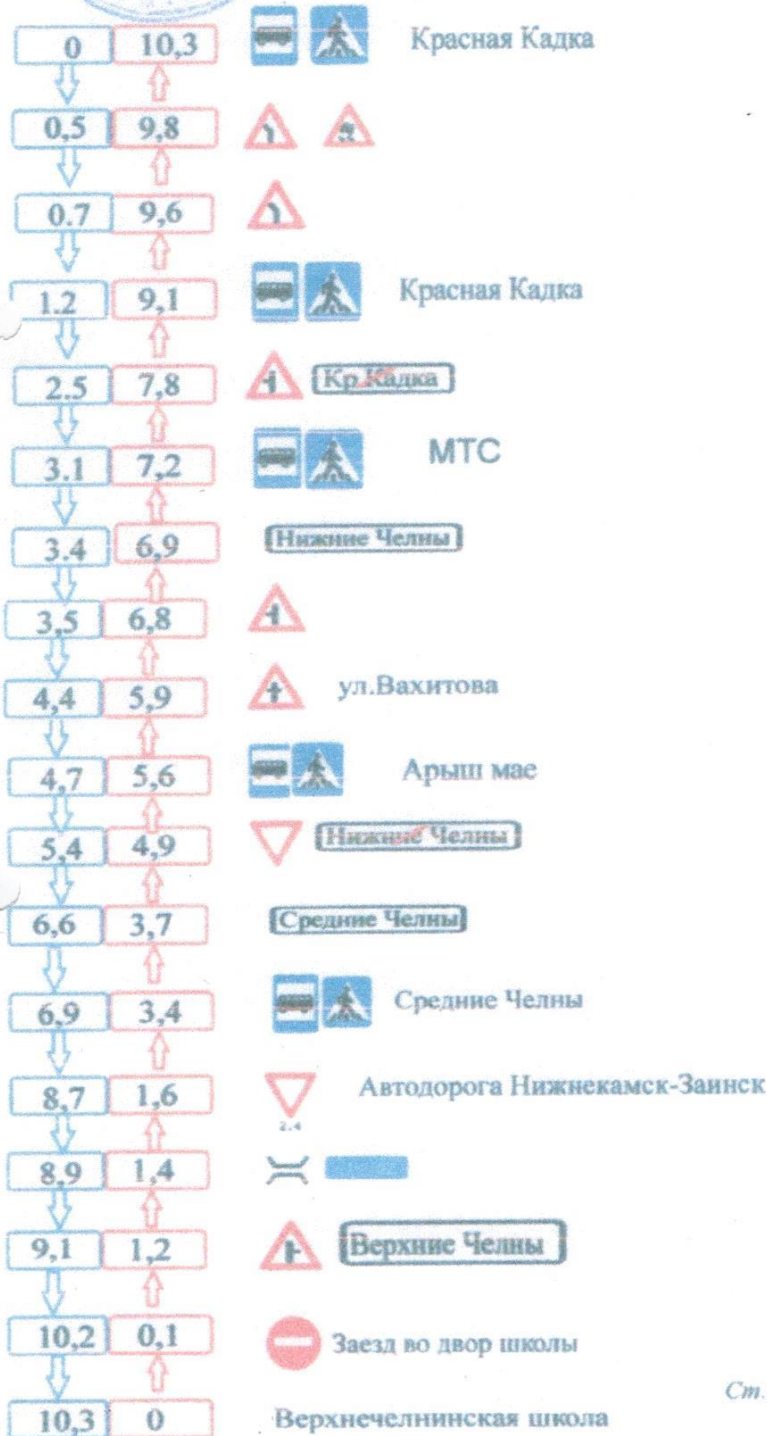 0 10,3 Красная Кадка
0,5 9,8
0.7 9,6
1.2 9,1 Красная Кадка
2.5 7,8 Кр.Кадка
3.1 7,2 МТС
3.4 6,9 Нижние Челны
3,5 6,8
4,4 5,9 ул.Вахитова
4,7 5,6 Арыш мае
5,4 4,9 Нижние Челны
6,6 3,7 Средние Челны
6,9 3,4 Средние Челны
8,7 1,6 Автодорога Нижнекамск-Заинск
2.4
8,9 1,4
9,1 1,2 Верхние Челны
10,2 0,1 Заезд во двор школы
Ст.
10,3 0 Верхнечелнинская школа